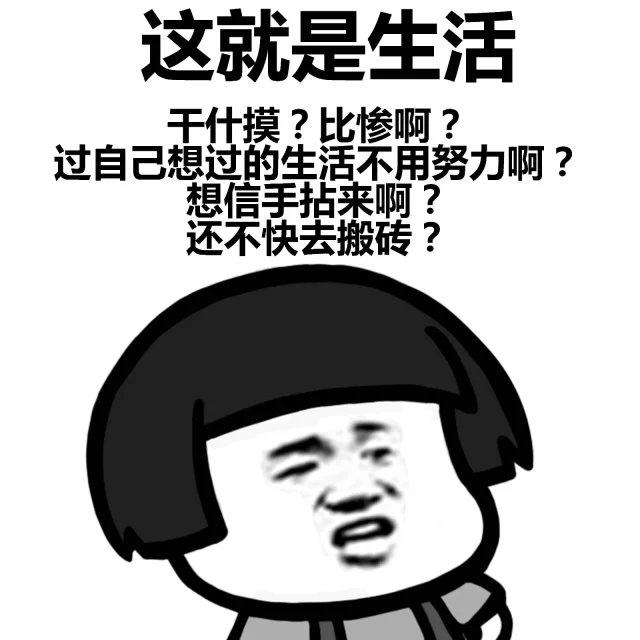 这就是生活
干什摸？比惨啊？
过自己想过的生活不用努力啊？
想信手拈来啊？
还不快去搬砖？